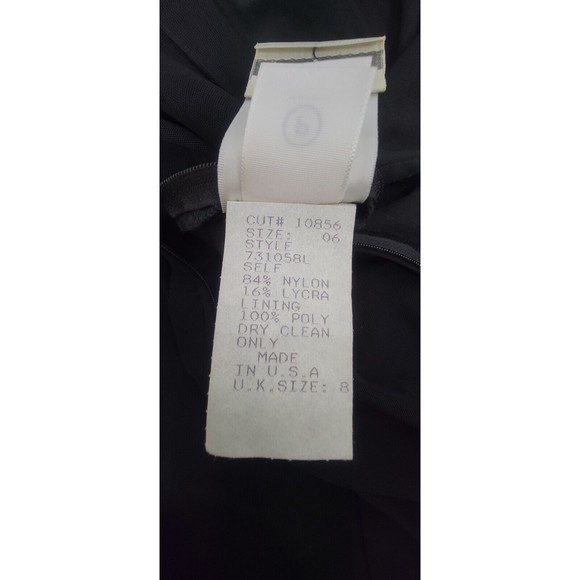 CUT# 10856
SIZE: 06
STYLE
731058L
SELF
84% NYLON
16% LYCRA
LINING
100% POLY
DRY CLEAN
ONLY
MADE
IN U.S.A
U.K.SIZE: 8